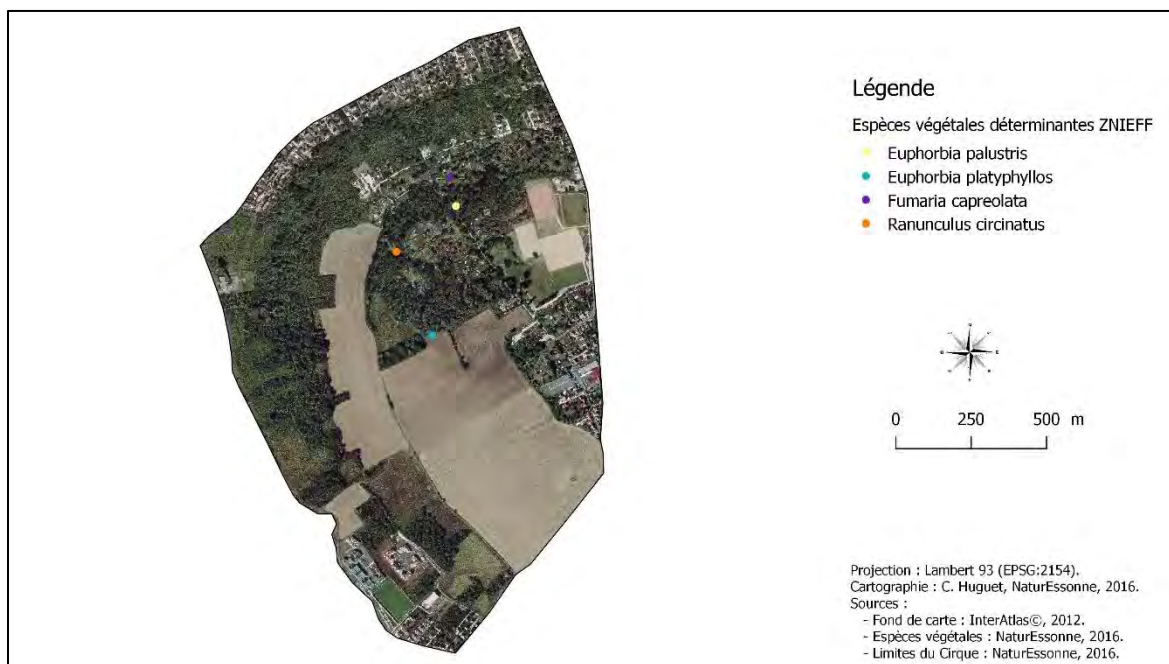 Légende
Espèces végétales déterminantes ZNIEFF
Euphorbia palustris
Euphorbia platyphyllos
Fumaria capreolata
Ranunculus circinatus
0 250 500 m
Projection : Lambert 93 (EPSG:2154).
Cartographie : C. Huguet, NaturEssonne, 2016.
Sources :
- Fond de carte : InterAtlas©, 2012.
- Espèces végétales : NaturEssonne, 2016.
- Limites du Cirque : NaturEssonne, 2016.